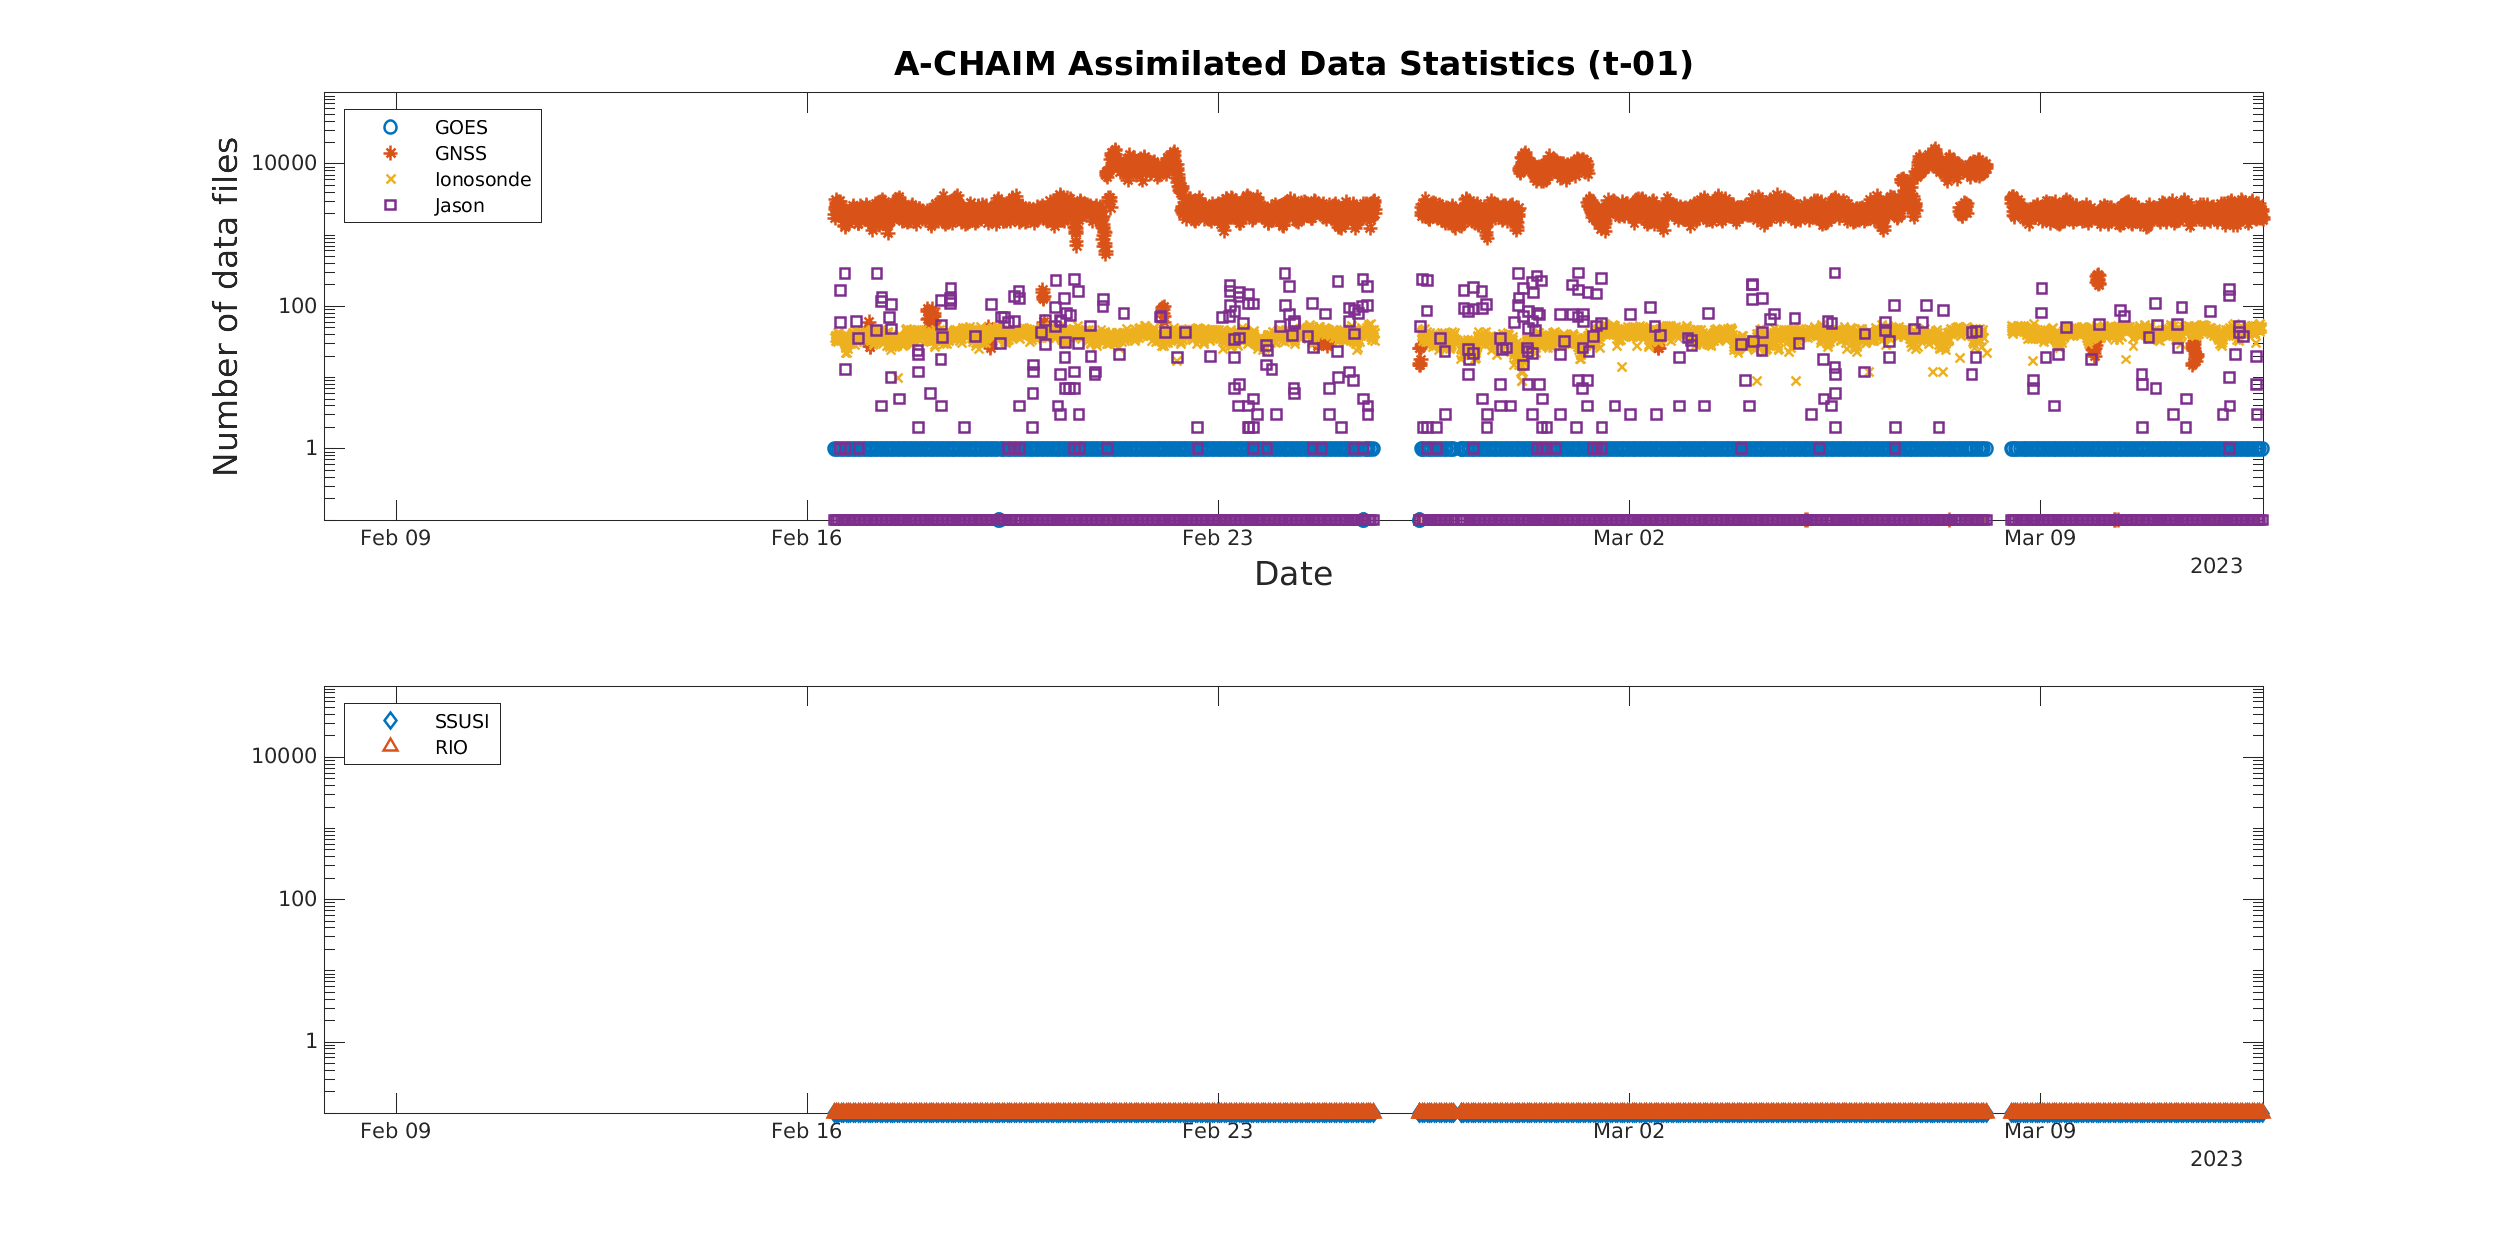 A-CHAIM Assimilated Data Statistics (t-01)
Number of data files
10000
100
1
GOES
GNSS
Ionosonde
Jason
Feb 09 Feb 16 Feb 23 Mar 02 Mar 09
2023
Date
10000
100
1
SSUSI
RIO
Feb 09 Feb 16 Feb 23 Mar 02 Mar 09
2023